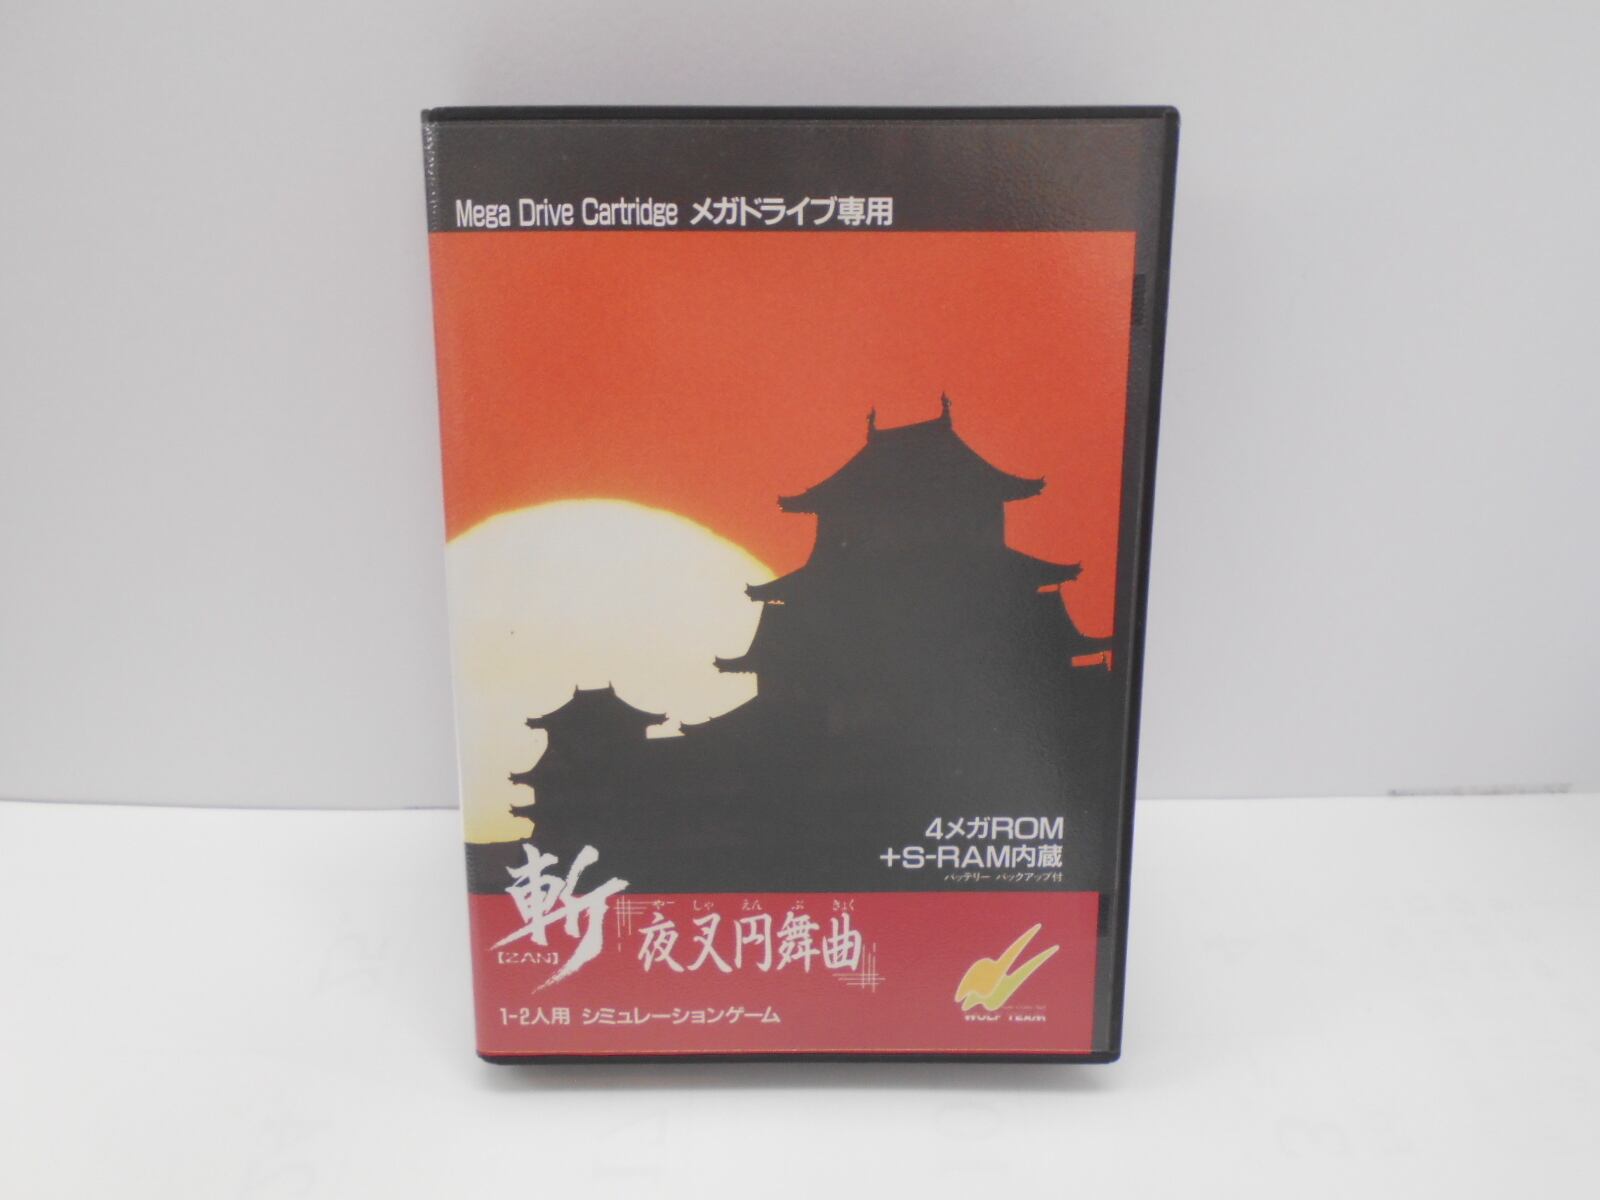 Mega Drive Cartridge メガドライブ専用
4メガROM
+S-RAM内蔵
バッテリー バックアップ付
斬
[ZAN]
やーしゃ えん ぶ きょく
夜叉円舞曲
WOLF TEAM
1-2人用 シミュレーションゲーム